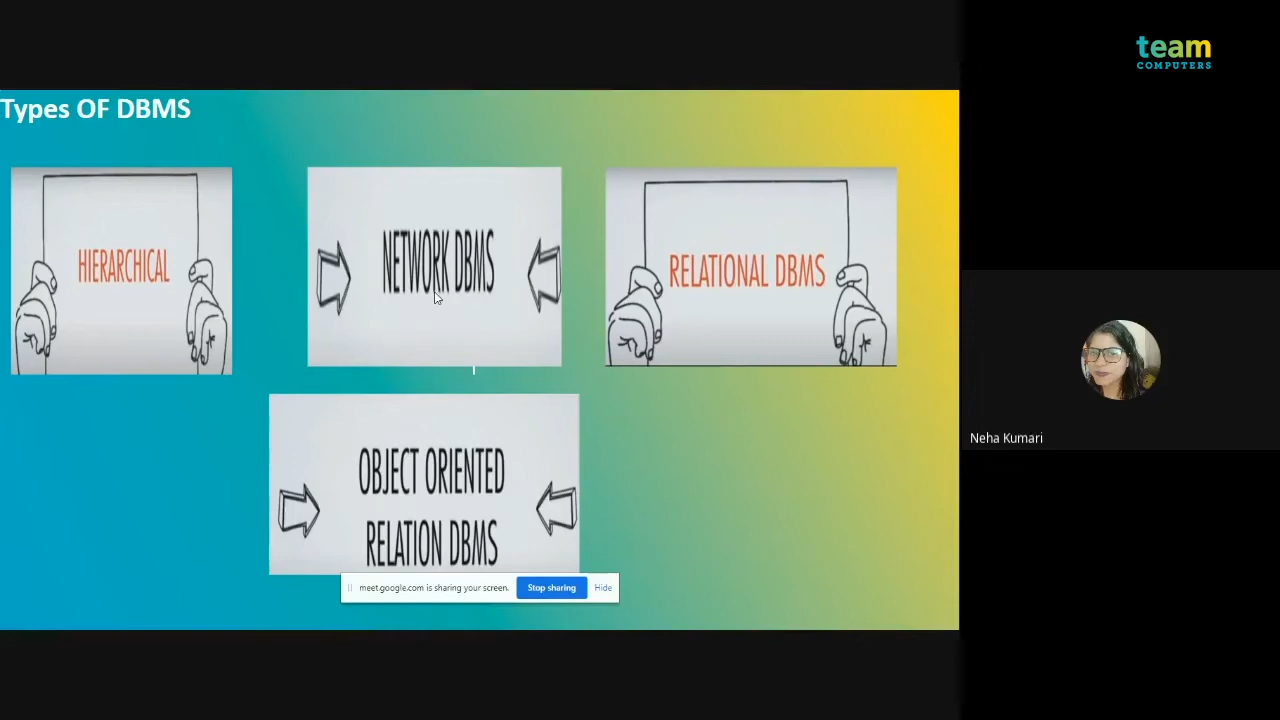 team
COMPUTERS
Types OF DBMS
HIERARCHICAL
NETWORK DBMS
RELATIONAL DBMS
OBJECT ORIENTED
RELATION DBMS
meet.google.com is sharing your screen.
Stop sharing
Hide
Neha Kumari